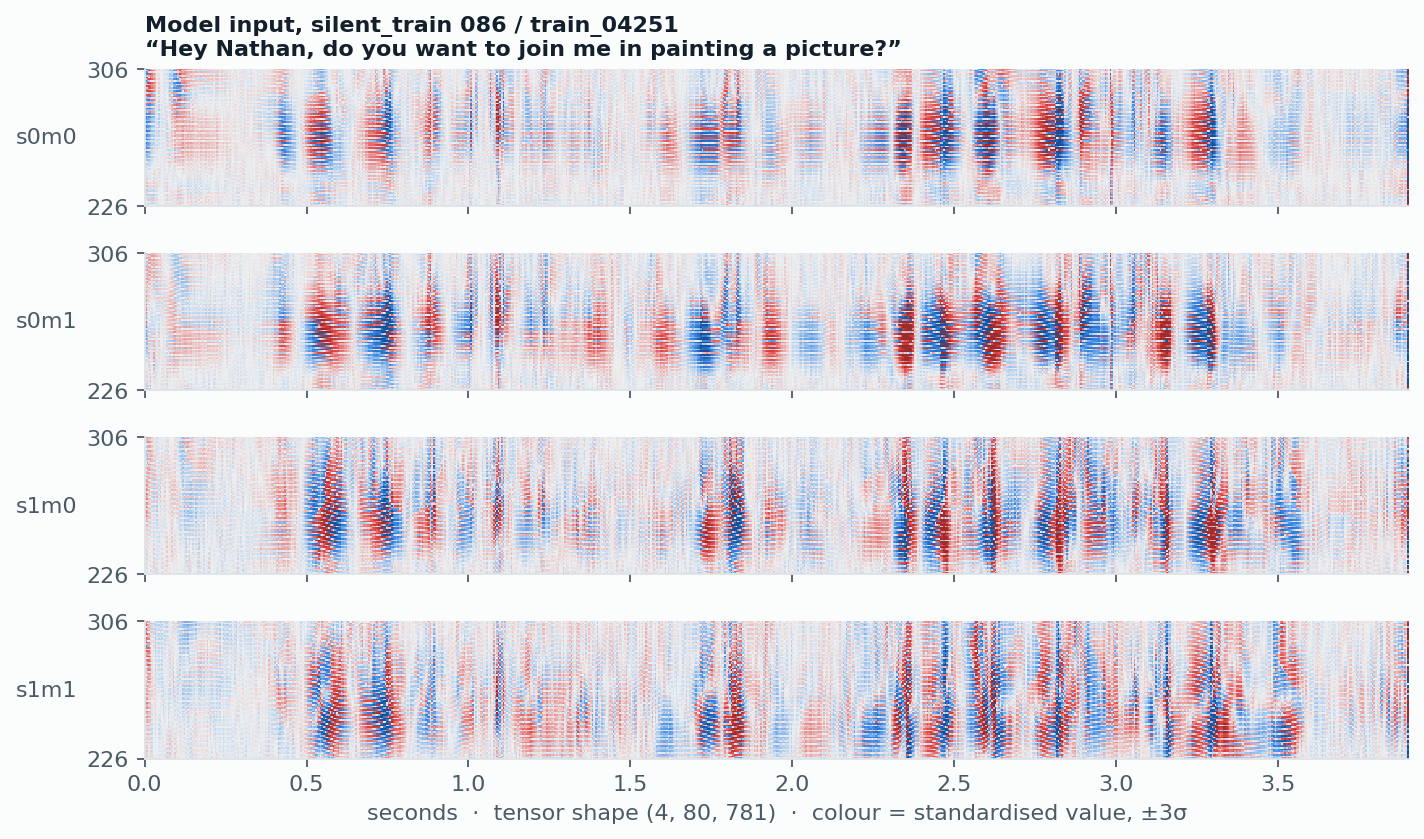 Model input, silent_train 086 / train_04251
“Hey Nathan, do you want to join me in painting a picture?”
306
s0m0
226
306
s0m1
226
306
s1m0
226
306
s1m1
226
0.0 0.5 1.0 1.5 2.0 2.5 3.0 3.5
seconds · tensor shape (4, 80, 781) · colour = standardised value, ±3σ